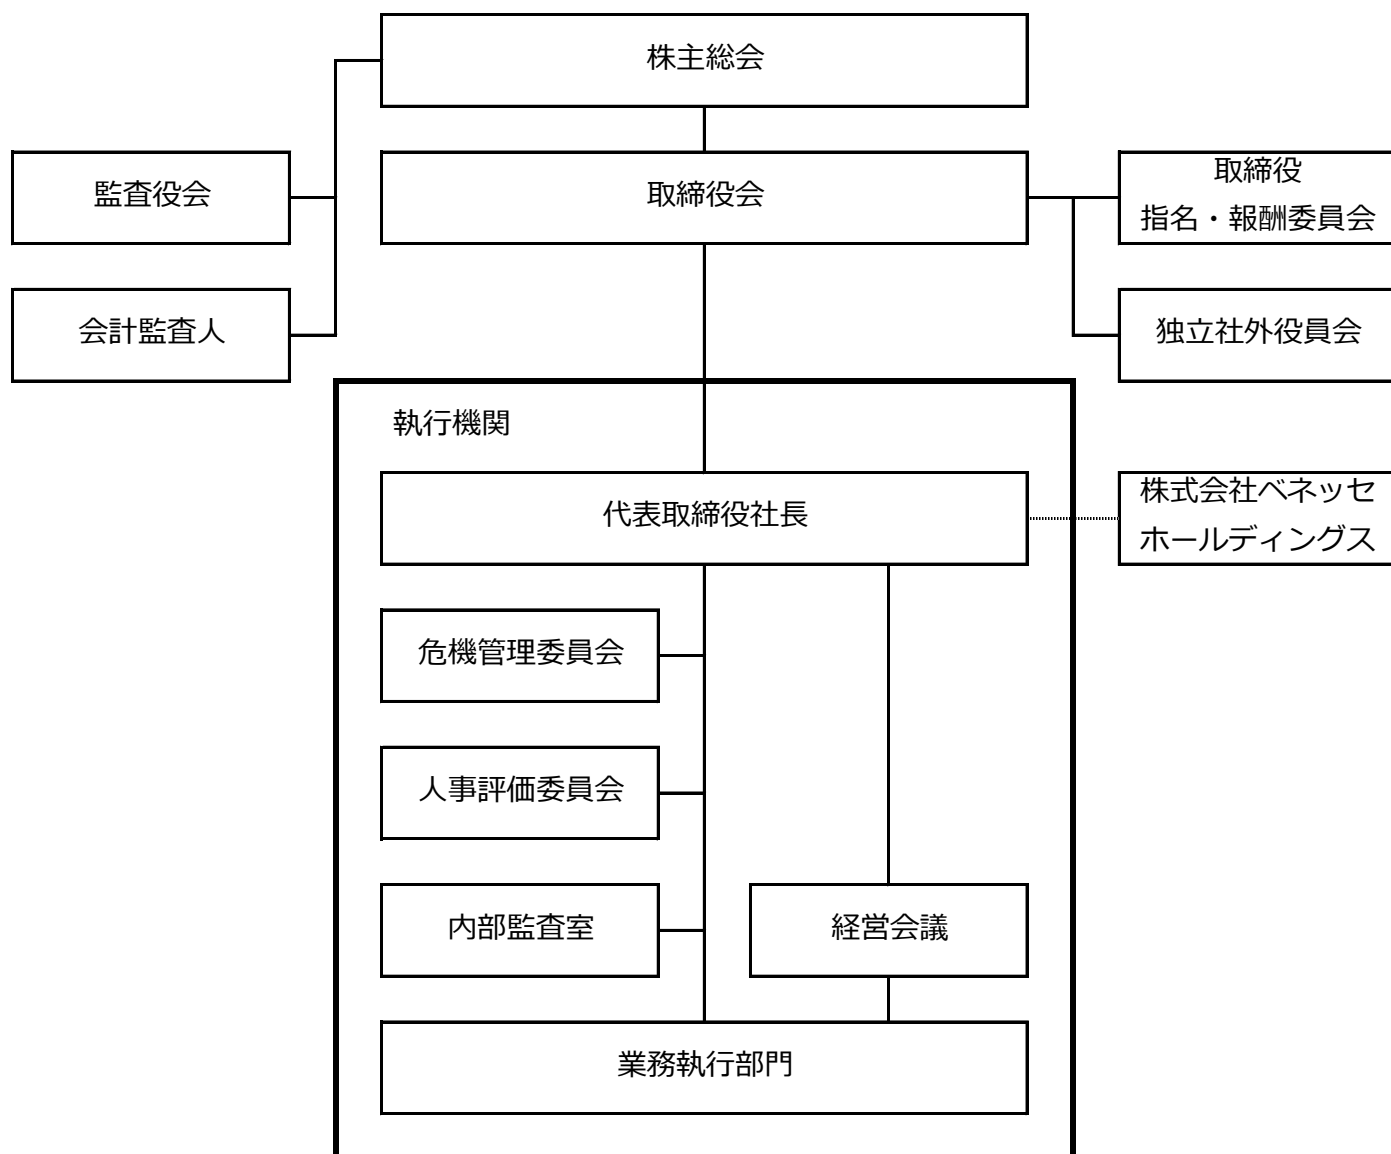 株主総会
監査役会
取締役会
取締役
指名・報酬委員会
会計監査人
独立社外役員会
執行機関
代表取締役社長
株式会社ベネッセ
ホールディングス
危機管理委員会
人事評価委員会
内部監査室
経営会議
業務執行部門